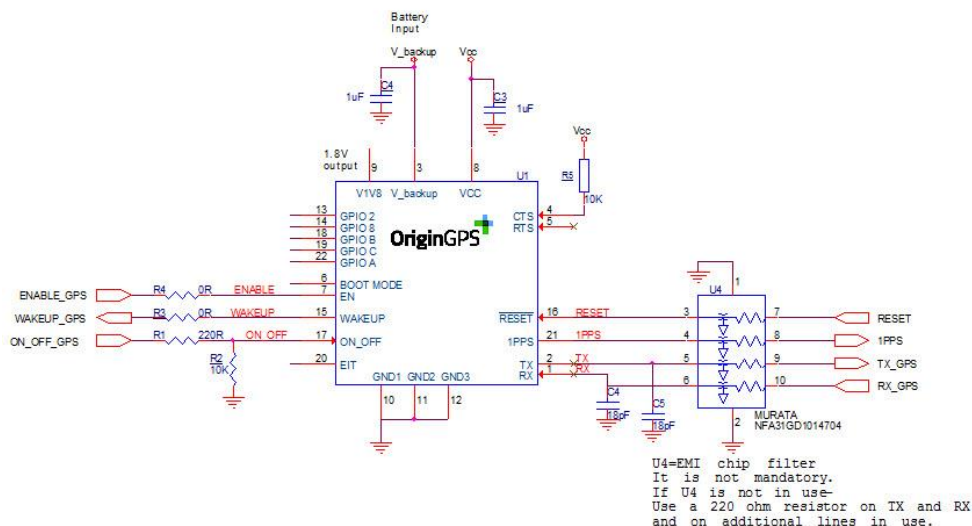 Battery
Input
V_backup
Vcc
C4
1uF
C3
1uF
1.8V
output
9
3
8
Vcc
R5
10K
U1
V1V8
V_backup
VCC
13 GPIO 2
14 GPIO 8
18 GPIO B
19 GPIO C
22 GPIO A
OriginGPS
CTS 4
RTS 5
6 BOOT MODE
ENABLE_GPS R4 0R ENABLE 7 EN
WAKEUP_GPS R3 0R WAKEUP 15 WAKEUP
ON_OFF_GPS R1 220R ON OFF 17 ON_OFF
R2
10K
20 EIT
GND1 GND2 GND3
10 11 12
1
U4
RESET 16 RESET 3 7 RESET
1PPS 21 1PPS 4 8 1PPS
TX 2 TX 5 9 TX_GPS
RX 1 RX 6 10 RX_GPS
C4
18pF
C5
18pF
2
MURATA
NFA31GD1014704
U4=EMI chip filter
It is not mandatory.
If U4 is not in use-
Use a 220 ohm resistor on TX and RX
and on additional lines in use.